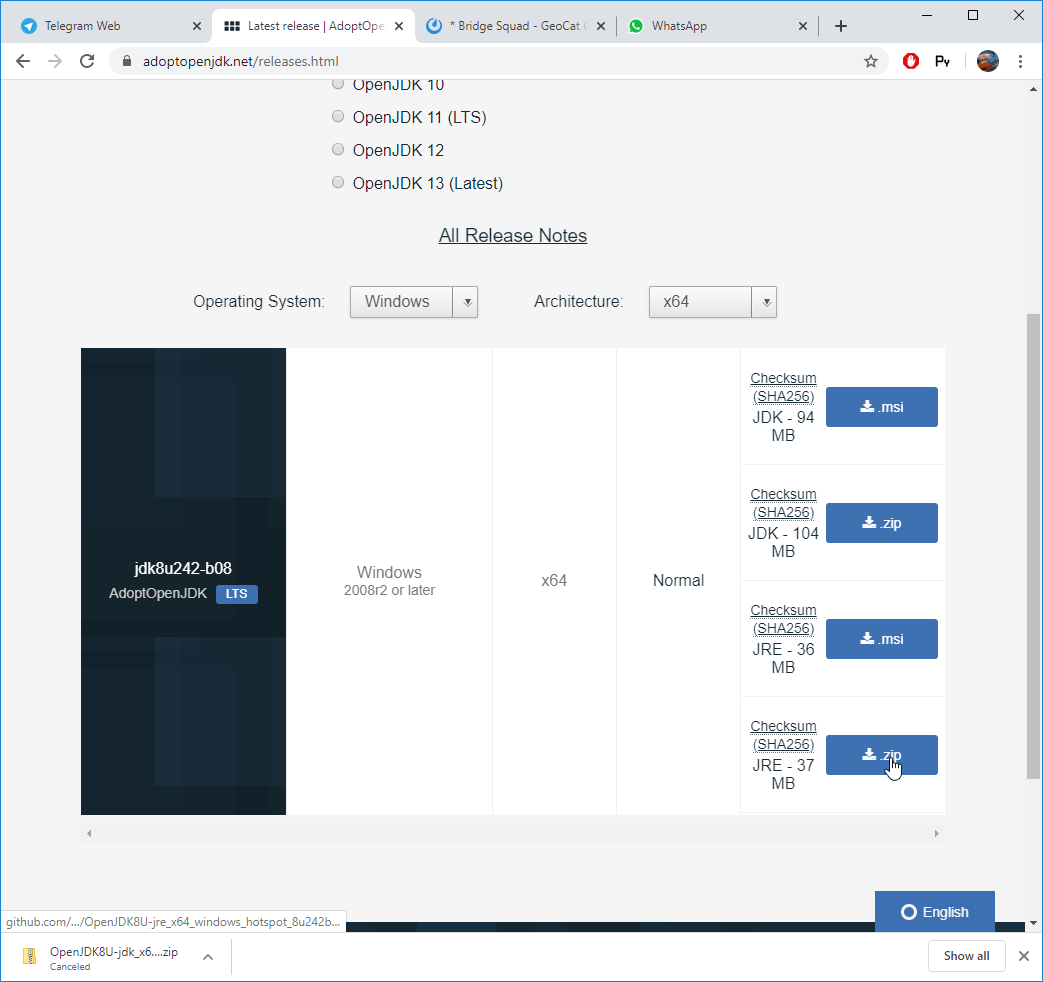 Telegram Web
Latest release | AdoptOpe
* Bridge Squad - GeoCat
WhatsApp
adoptopenjdk.net/releases.html
OpenJDK 10
OpenJDK 11 (LTS)
OpenJDK 12
OpenJDK 13 (Latest)
All Release Notes
Operating System:
Windows
Architecture:
x64
jdk8u242-b08
AdoptOpenJDK LTS
Windows
2008r2 or later
x64
Normal
Checksum
(SHA256)
JDK - 94
MB
.msi
Checksum
(SHA256)
JDK - 104
MB
.zip
Checksum
(SHA256)
JRE - 36
MB
.msi
Checksum
(SHA256)
JRE - 37
MB
.zip
English
github.com/.../OpenJDK8U-jre_x64_windows_hotspot_8u242b...
OpenJDK8U-jdk_x6....zip
Canceled
Show all